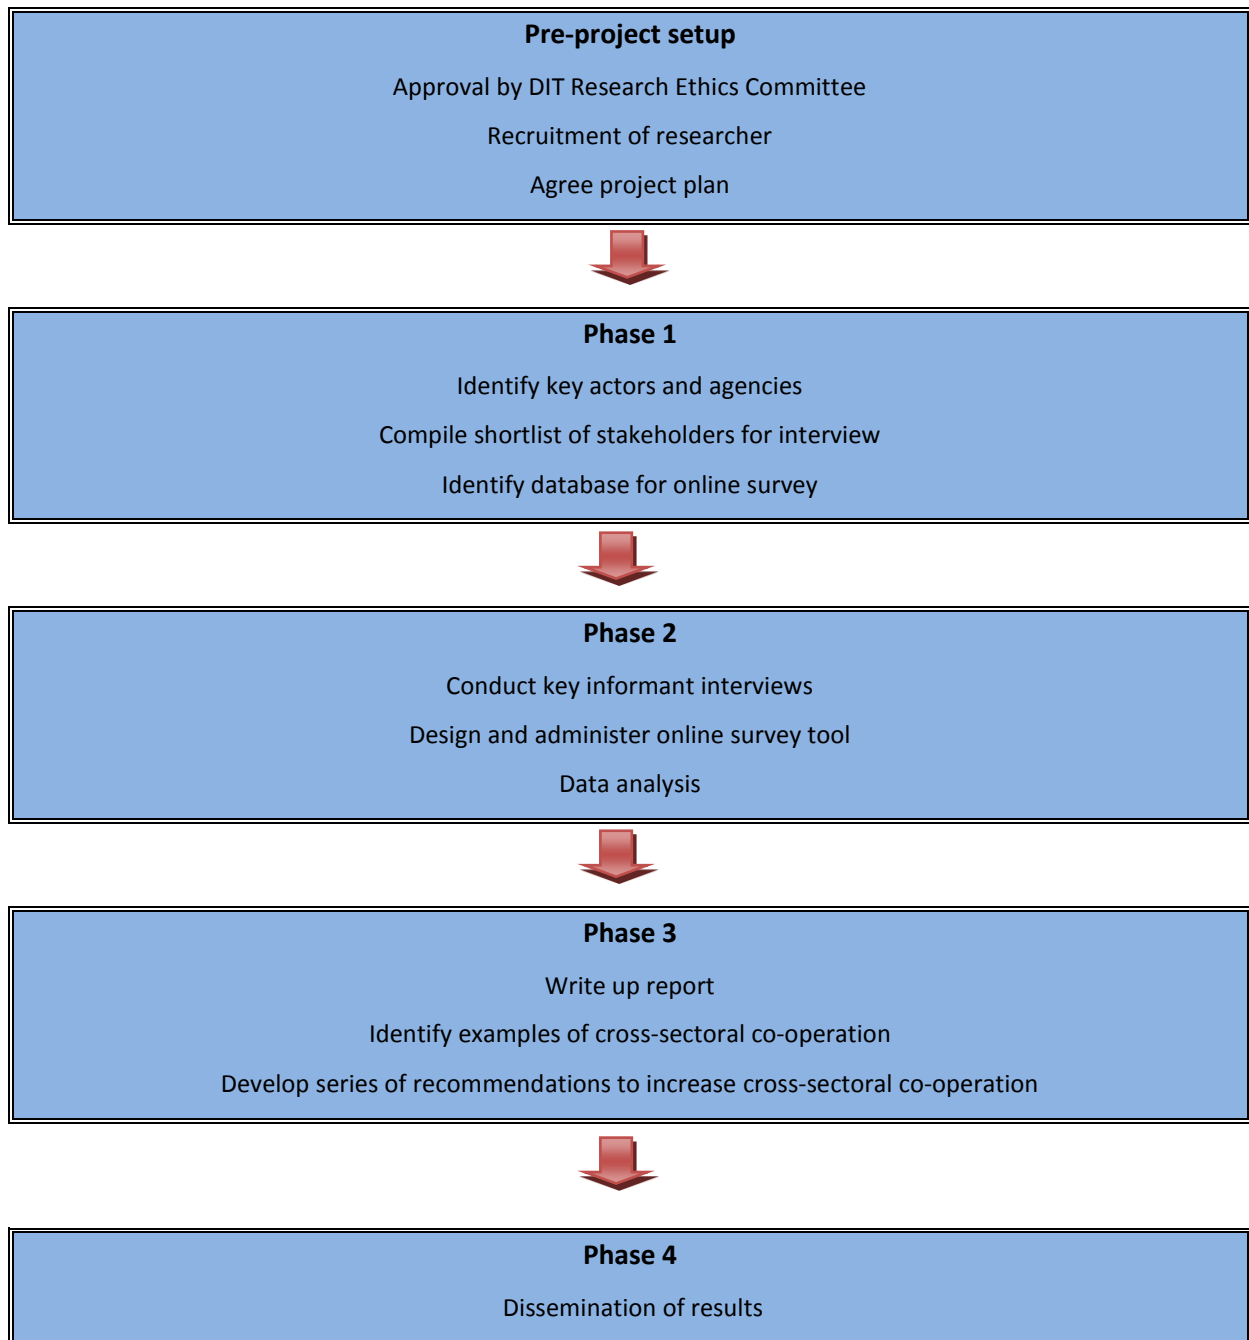 Pre-project setup
Approval by DIT Research Ethics Committee
Recruitment of researcher
Agree project plan
Phase 1
Identify key actors and agencies
Compile shortlist of stakeholders for interview
Identify database for online survey
Phase 2
Conduct key informant interviews
Design and administer online survey tool
Data analysis
Phase 3
Write up report
Identify examples of cross-sectoral co-operation
Develop series of recommendations to increase cross-sectoral co-operation
Phase 4
Dissemination of results